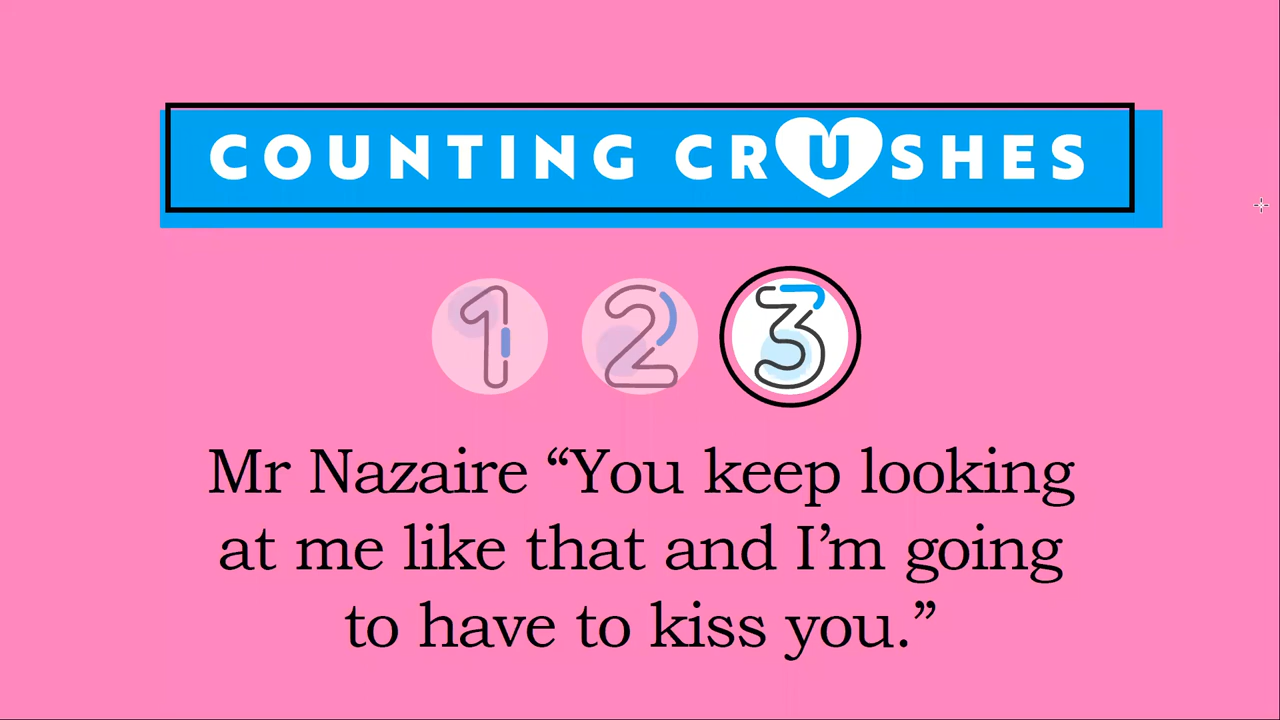 COUNTING CRUSHES
1 2 3
Mr Nazaire “You keep looking
at me like that and I’m going
to have to kiss you.”